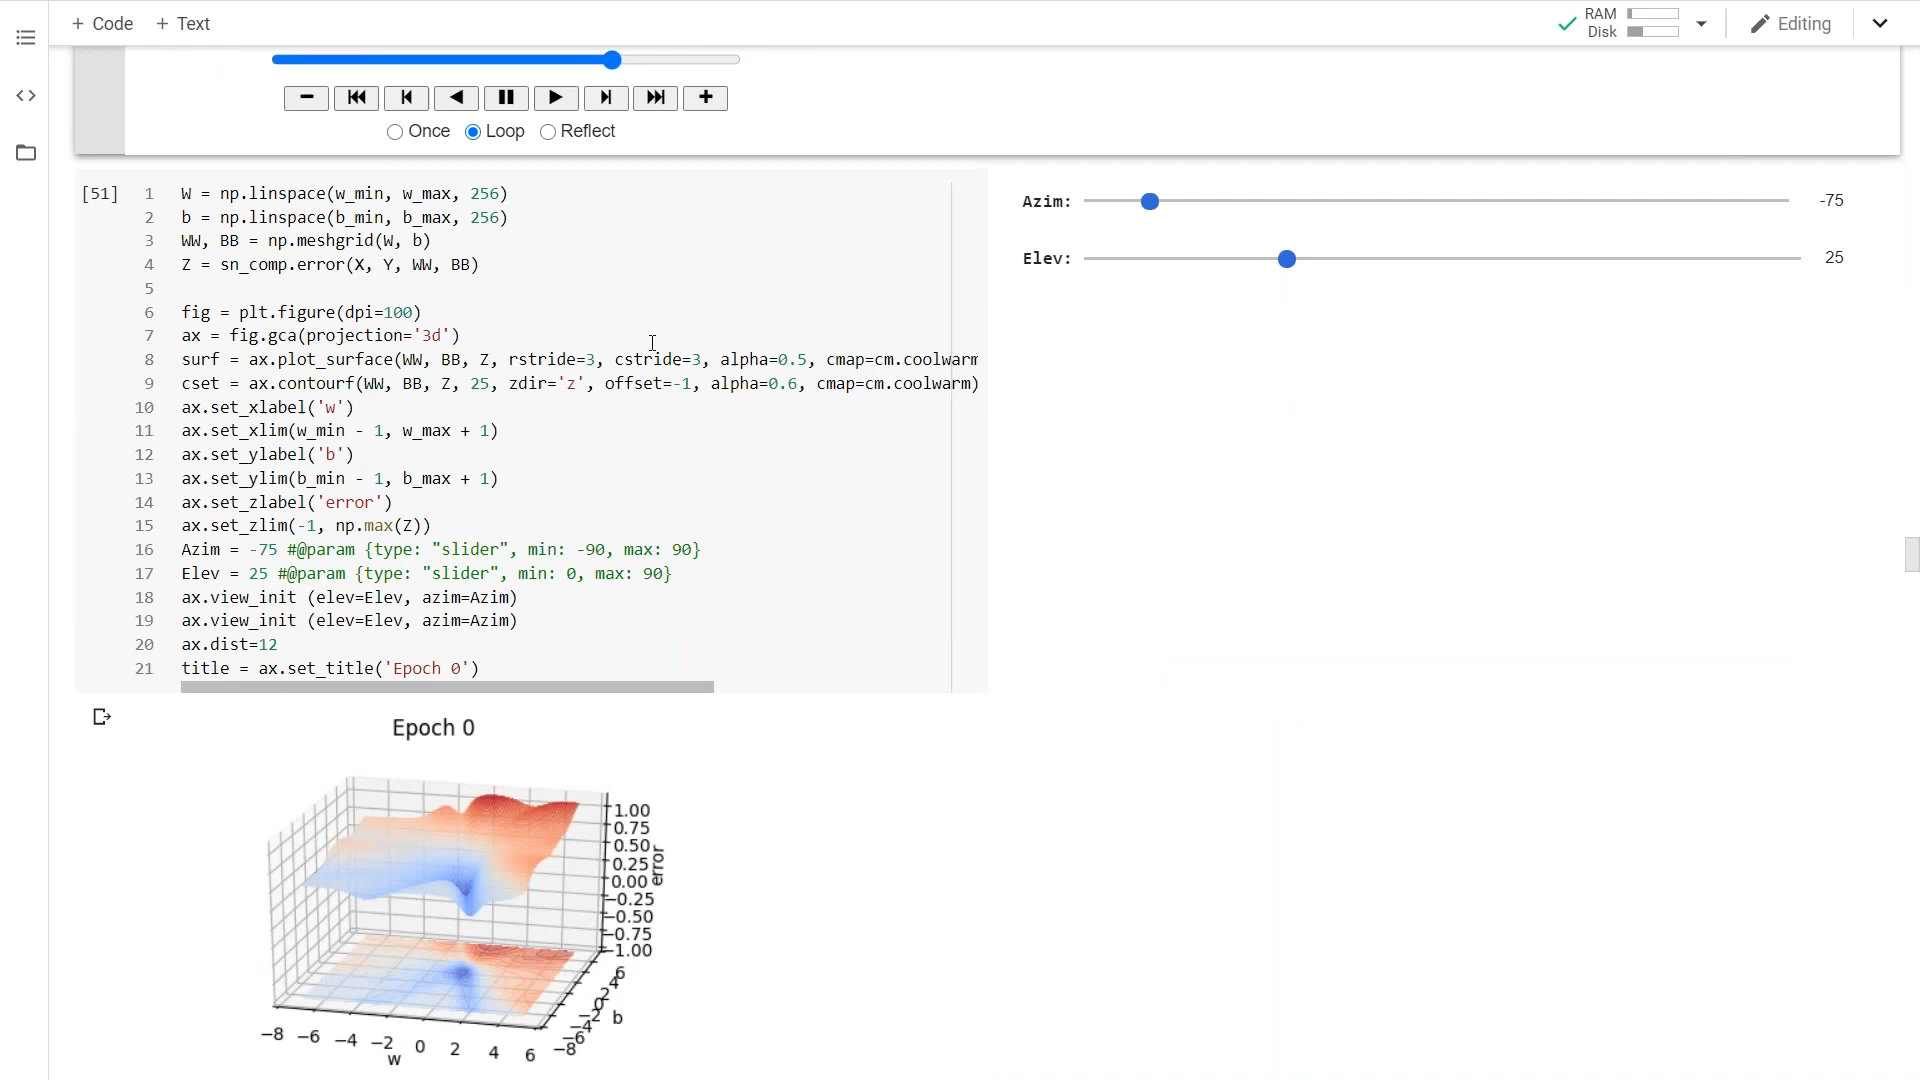 + Code + Text
RAM
Disk
Editing
Once Loop Reflect
[51]
1 W = np.linspace(w_min, w_max, 256)
2 b = np.linspace(b_min, b_max, 256)
3 WW, BB = np.meshgrid(W, b)
4 Z = sn_comp.error(X, Y, WW, BB)
5
6 fig = plt.figure(dpi=100)
7 ax = fig.gca(projection='3d')
8 surf = ax.plot_surface(WW, BB, Z, rstride=3, cstride=3, alpha=0.5, cmap=cm.coolwarm
9 cset = ax.contourf(WW, BB, Z, 25, zdir='z', offset=-1, alpha=0.6, cmap=cm.coolwarm)
10 ax.set_xlabel('w')
11 ax.set_xlim(w_min - 1, w_max + 1)
12 ax.set_ylabel('b')
13 ax.set_ylim(b_min - 1, b_max + 1)
14 ax.set_zlabel('error')
15 ax.set_zlim(-1, np.max(Z))
16 Azim = -75 #@param {type: "slider", min: -90, max: 90}
17 Elev = 25 #@param {type: "slider", min: 0, max: 90}
18 ax.view_init (elev=Elev, azim=Azim)
19 ax.view_init (elev=Elev, azim=Azim)
20 ax.dist=12
21 title = ax.set_title('Epoch 0')
Azim: -75
Elev: 25
Epoch 0
1.00
0.75
0.50
0.25
0.00
−0.25
−0.50
−0.75
−1.00
error
6
4
2
0
−2
−4
−6
−8
b
−8 −6 −4 −2 0 2 4 6
w